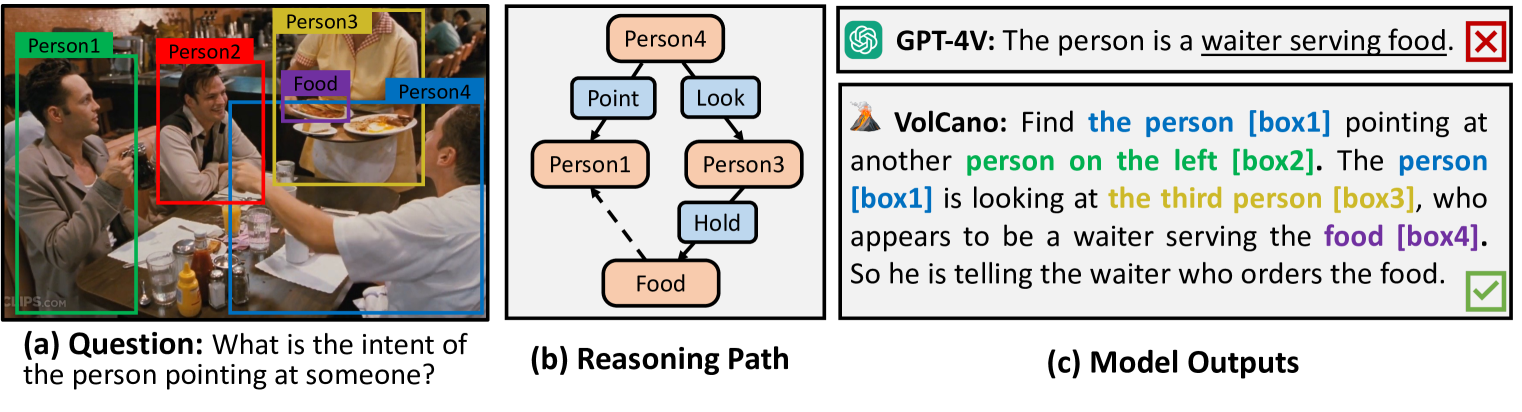 Person1
Person2
Person3
Food
Person4
CLIPS.COM
(a) Question: What is the intent of
the person pointing at someone?
Person4
Point
Look
Person1
Person3
Hold
Food
(b) Reasoning Path
GPT-4V: The person is a waiter serving food.
VolCano: Find the person [box1] pointing at
another person on the left [box2]. The person
[box1] is looking at the third person [box3], who
appears to be a waiter serving the food [box4].
So he is telling the waiter who orders the food.
(c) Model Outputs